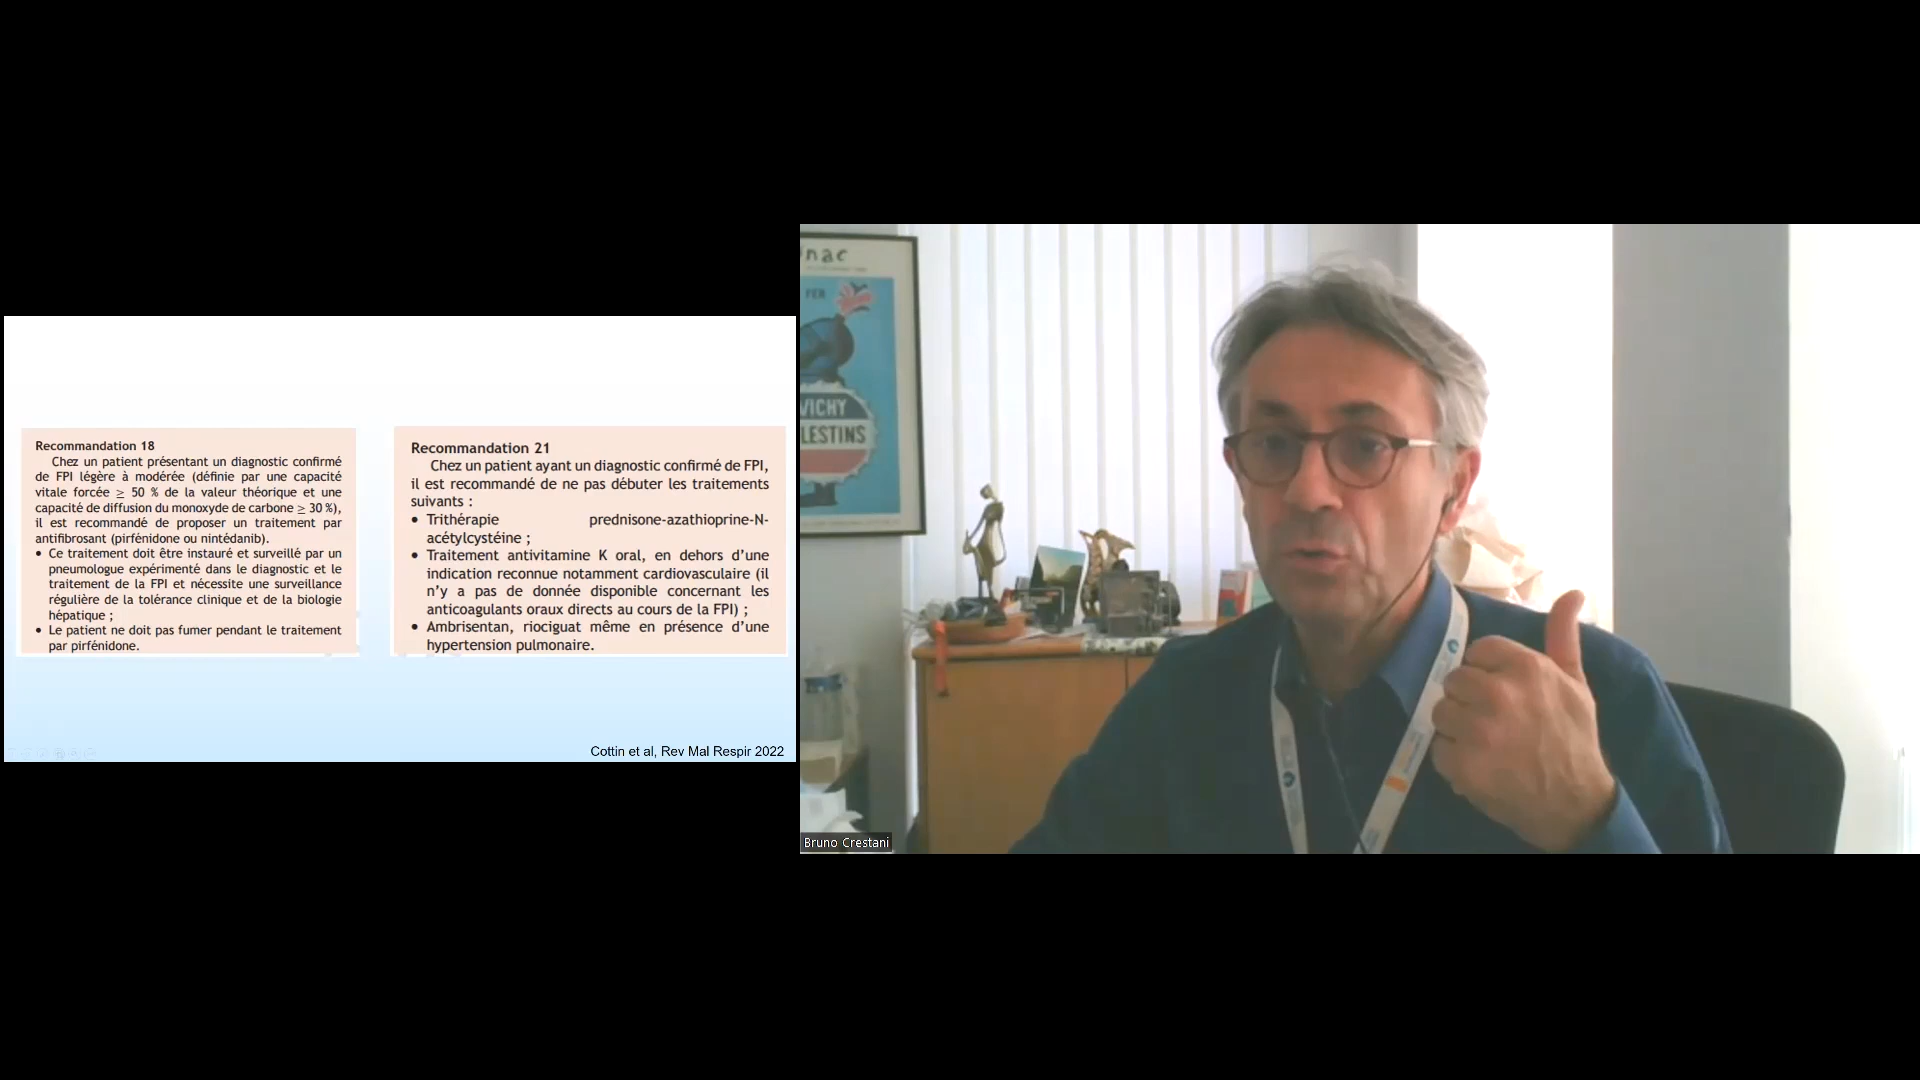 Recommandation 18
Chez un patient présentant un diagnostic confirmé
de FPI légère à modérée (définie par une capacité
vitale forcée ≥ 50 % de la valeur théorique et une
capacité de diffusion du monoxyde de carbone ≥ 30 %),
il est recommandé de proposer un traitement par
antifibrosant (pirfénidone ou nintédanib).
• Ce traitement doit être instauré et surveillé par un
pneumologue expérimenté dans le diagnostic et le
traitement de la FPI et nécessite une surveillance
régulière de la tolérance clinique et de la biologie
hépatique ;
• Le patient ne doit pas fumer pendant le traitement
par pirfénidone.
Recommandation 21
Chez un patient ayant un diagnostic confirmé de FPI,
il est recommandé de ne pas débuter les traitements
suivants :
• Trithérapie prednisone-azathioprine-N-
acétylcystéine ;
• Traitement antivitamine K oral, en dehors d’une
indication reconnue notamment cardiovasculaire (il
n’y a pas de donnée disponible concernant les
anticoagulants oraux directs au cours de la FPI) ;
• Ambrisentan, riociguat même en présence d’une
hypertension pulmonaire.
Cottin et al, Rev Mal Respir 2022
nac
FER
VICHY
LESTINS
Bruno Crestani